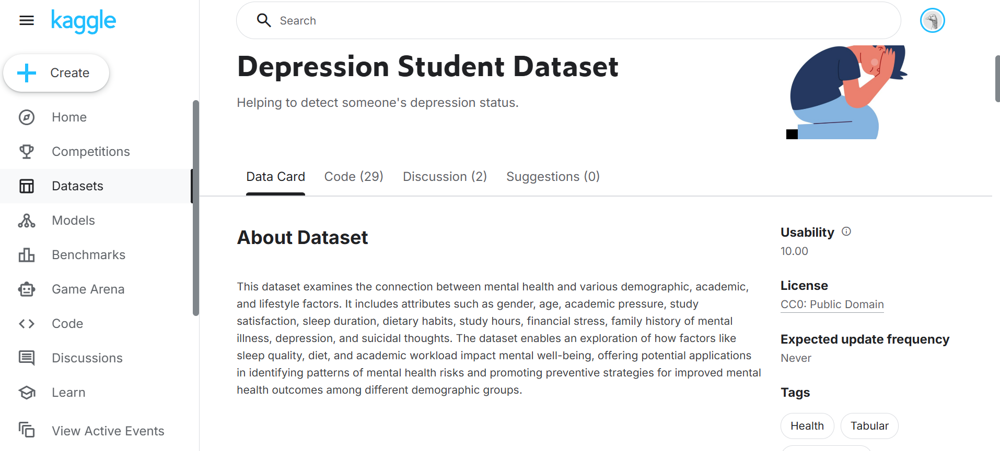 kaggle
Search
Create
Home
Competitions
Datasets
Models
Benchmarks
Game Arena
Code
Discussions
Learn
View Active Events
Depression Student Dataset
Helping to detect someone's depression status.
Data Card
Code (29)
Discussion (2)
Suggestions (0)
About Dataset
This dataset examines the connection between mental health and various demographic, academic,
and lifestyle factors. It includes attributes such as gender, age, academic pressure, study
satisfaction, sleep duration, dietary habits, study hours, financial stress, family history of mental
illness, depression, and suicidal thoughts. The dataset enables an exploration of how factors like
sleep quality, diet, and academic workload impact mental well-being, offering potential applications
in identifying patterns of mental health risks and promoting preventive strategies for improved mental
health outcomes among different demographic groups.
Usability
10.00
License
CC0: Public Domain
Expected update frequency
Never
Tags
Health
Tabular